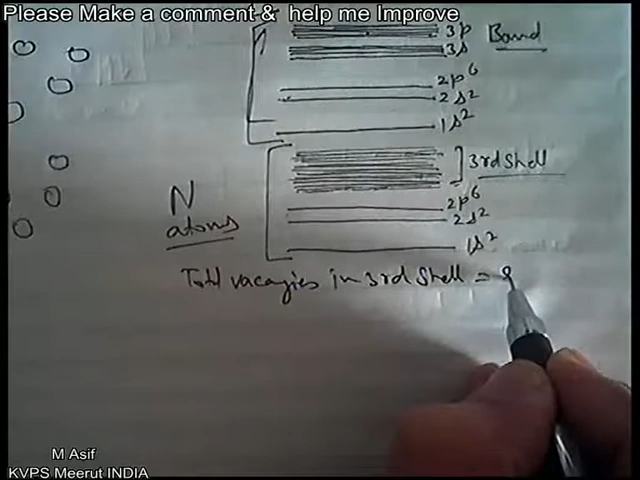 Please Make a comment & help me Improve
3p
Band
3s
2p⁶
2s²
1s²
3rd shell
N
atoms
2p⁶
2s²
1s²
Total vacancies in 3rd shell = 8
M Asif
KVPS Meerut INDIA